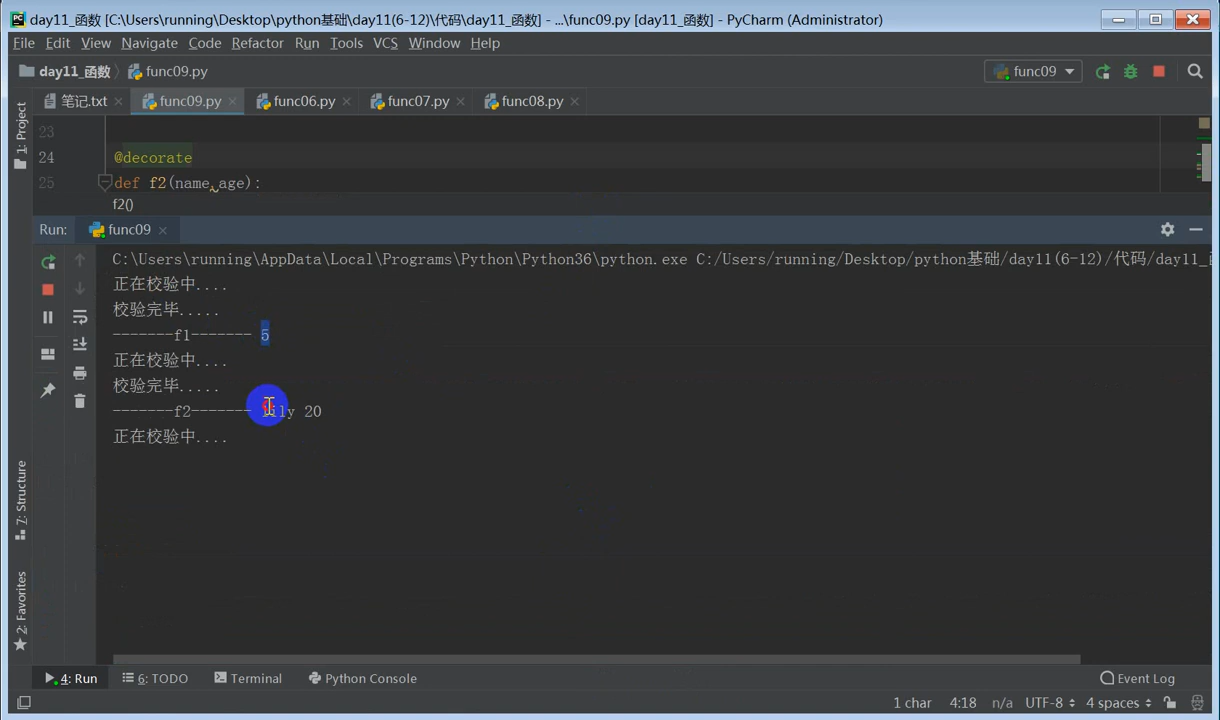 day11_函数 [C:\Users\running\Desktop\python基础\day11(6-12)\代码\day11_函数] - ...\func09.py [day11_函数] - PyCharm (Administrator)
File Edit View Navigate Code Refactor Run Tools VCS Window Help
day11_函数 func09.py func09
笔记.txt func09.py func06.py func07.py func08.py
1: Project
23
24 @decorate
25 def f2(name,age):
f2()
Run: func09
C:\Users\running\AppData\Local\Programs\Python\Python36\python.exe C:/Users/running/Desktop/python基础/day11(6-12)/代码/day11_
正在校验中....
校验完毕.....
-------f1------- 5
正在校验中....
校验完毕.....
-------f2------- lily 20
正在校验中....
7: Structure
2: Favorites
4: Run 6: TODO Terminal Python Console Event Log
1 char 4:18 n/a UTF-8 4 spaces